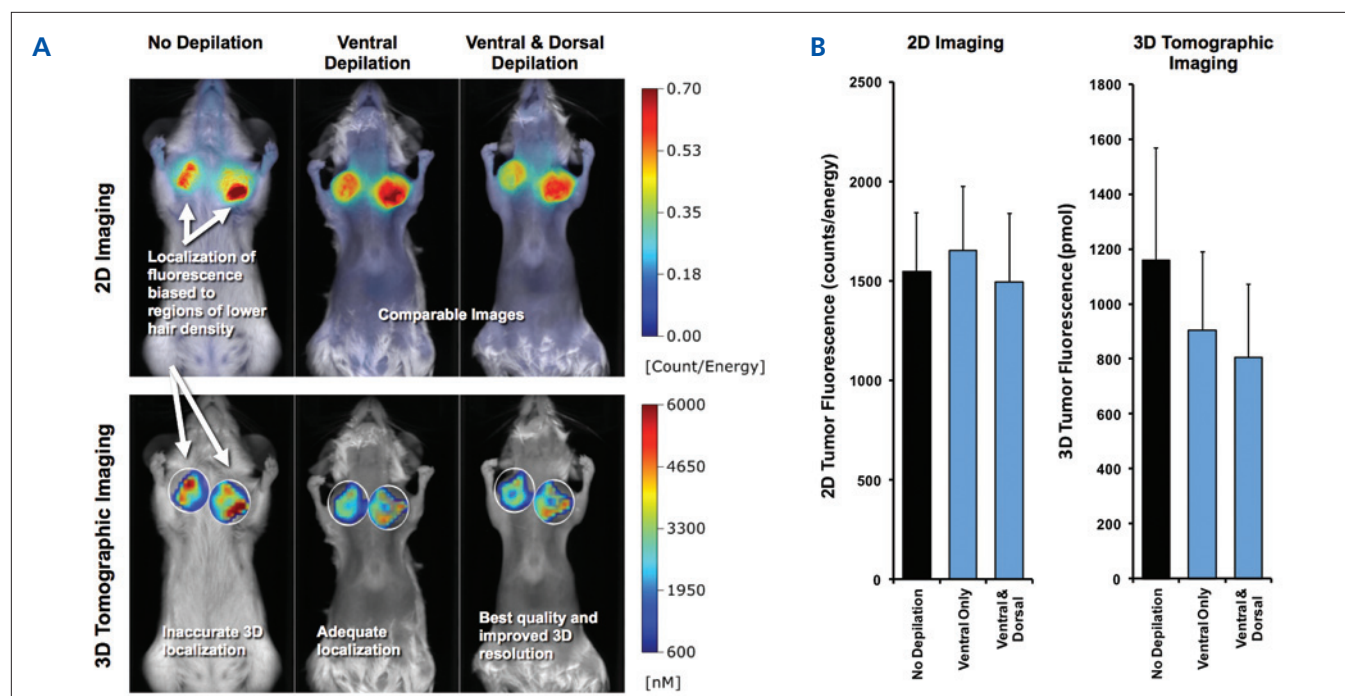 A
No Depilation
Ventral
Depilation
Ventral & Dorsal
Depilation
2D Imaging
Localization of
fluorescence
biased to
regions of lower
hair density
Comparable Images
0.70
0.53
0.35
0.18
0.00
[Count/Energy]
3D Tomographic Imaging
Inaccurate 3D
localization
Adequate
localization
Best quality and
improved 3D
resolution
6000
4650
3300
1950
600
[nM]
B
2D Imaging
2D Tumor Fluorescence (counts/energy)
2500
2000
1500
1000
500
0
No Depilation
Ventral Only
Ventral &
Dorsal
3D Tomographic
Imaging
3D Tumor Fluorescence (pmol)
1800
1600
1400
1200
1000
800
600
400
200
0
No Depilation
Ventral Only
Ventral &
Dorsal